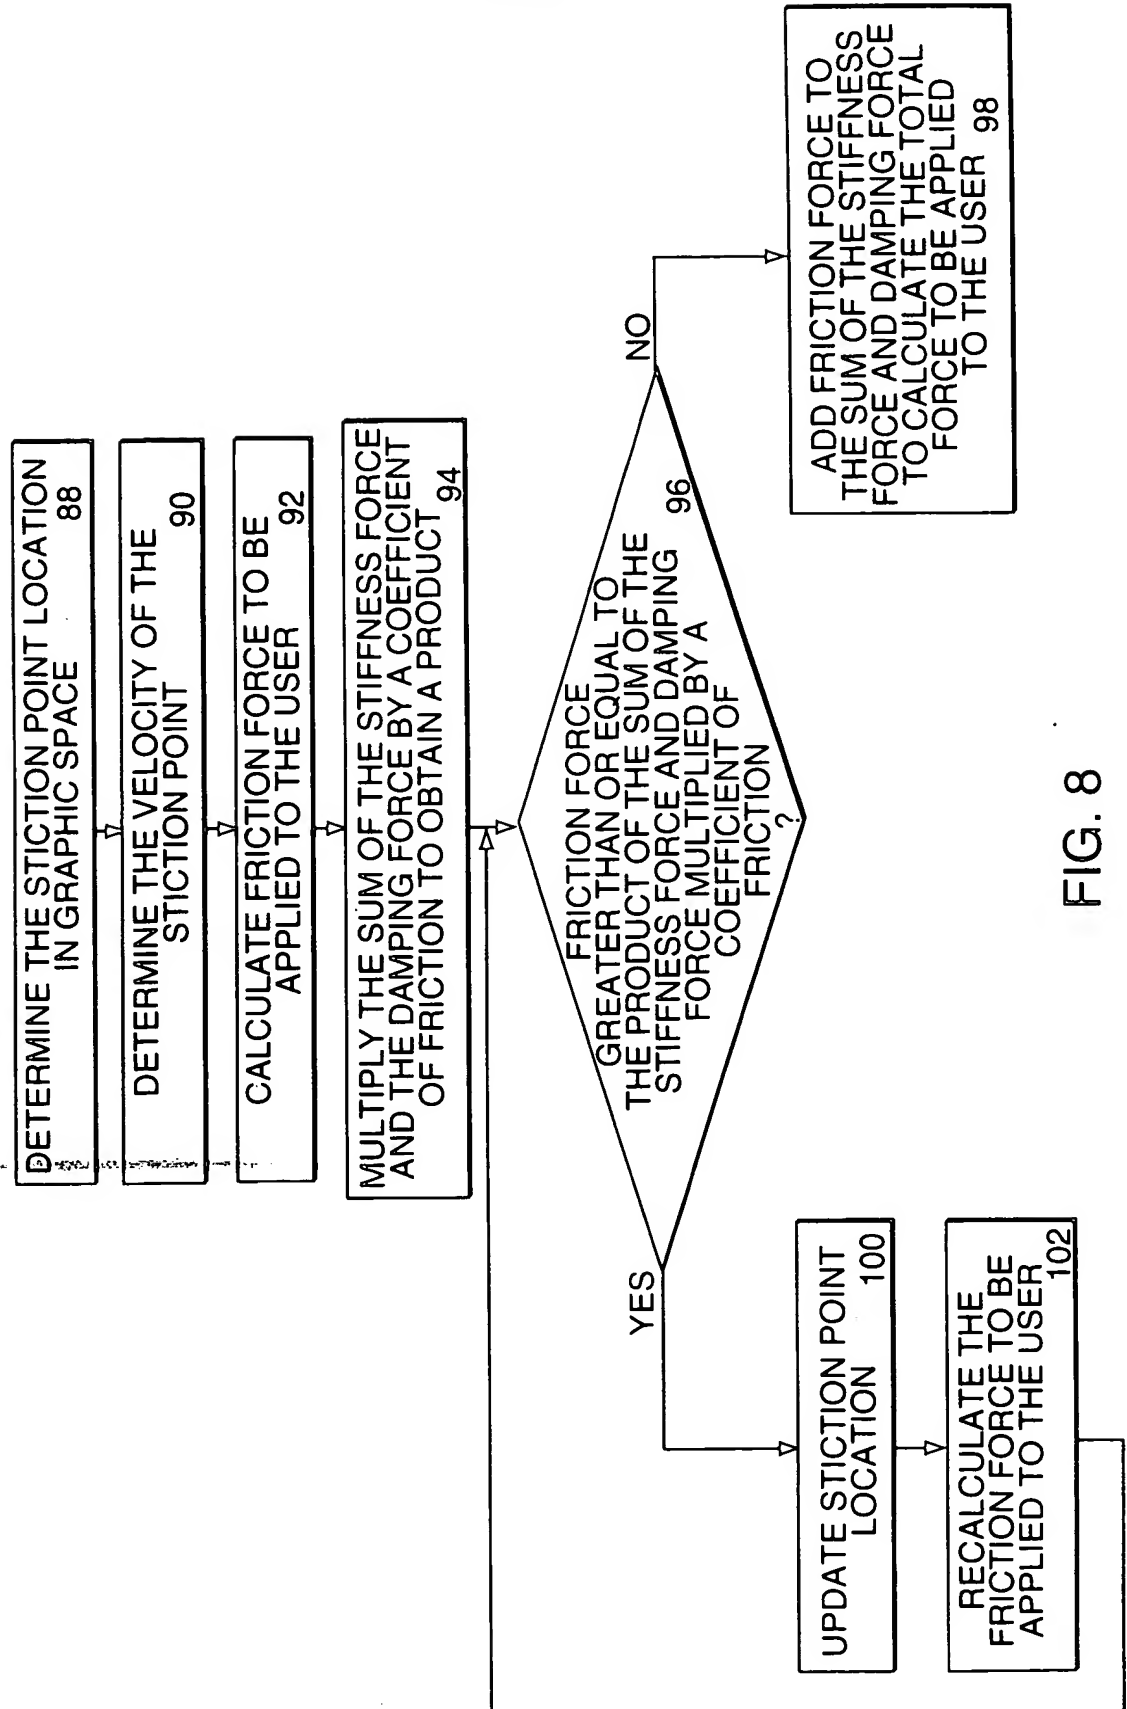 DETERMINE THE STICTION POINT LOCATION
IN GRAPHIC SPACE 88
DETERMINE THE VELOCITY OF THE
STICTION POINT 90
CALCULATE FRICTION FORCE TO BE
APPLIED TO THE USER 92
MULTIPLY THE SUM OF THE STIFFNESS FORCE
AND THE DAMPING FORCE BY A COEFFICIENT
OF FRICTION TO OBTAIN A PRODUCT 94
FRICTION FORCE
GREATER THAN OR EQUAL TO
THE PRODUCT OF THE SUM OF THE
STIFFNESS FORCE AND DAMPING 96
FORCE MULTIPLIED BY A
COEFFICIENT OF
FRICTION
?
YES
NO
UPDATE STICTION POINT
LOCATION 100
RECALCULATE THE
FRICTION FORCE TO BE
APPLIED TO THE USER 102
ADD FRICTION FORCE TO
THE SUM OF THE STIFFNESS
FORCE AND DAMPING FORCE
TO CALCULATE THE TOTAL
FORCE TO BE APPLIED
TO THE USER 98
FIG. 8